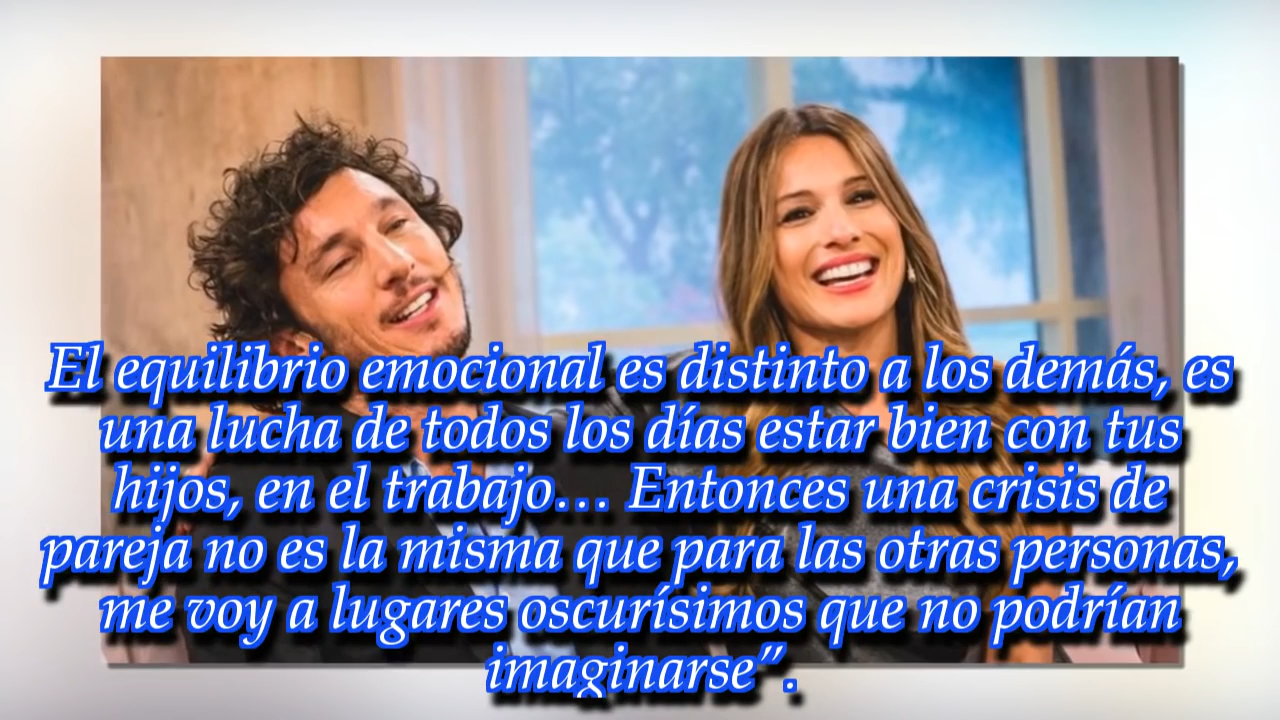 El equilibrio emocional es distinto a los demás, es
una lucha de todos los días estar bien con tus
hijos, en el trabajo… Entonces una crisis de
pareja no es la misma que para las otras personas,
me voy a lugares oscurísimos que no podrían
imaginarse”.